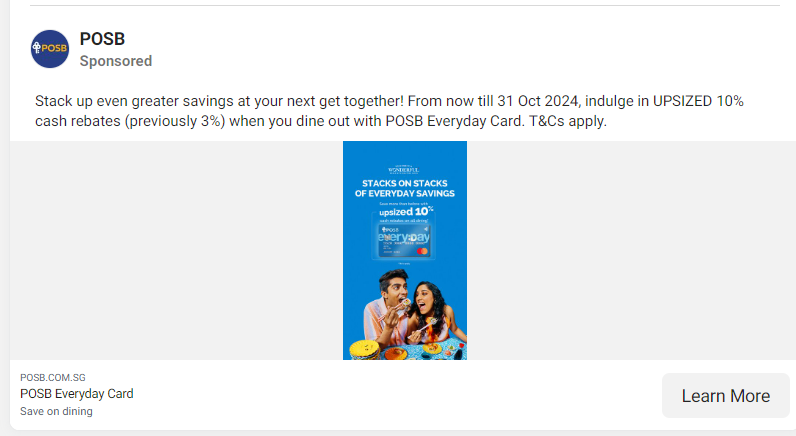 POSB
POSB
Sponsored
Stack up even greater savings at your next get together! From now till 31 Oct 2024, indulge in UPSIZED 10%
cash rebates (previously 3%) when you dine out with POSB Everyday Card. T&Cs apply.
WONDERFUL
STACKS ON STACKS
OF EVERYDAY SAVINGS
upsized 10%
POSB
everyday
POSB.COM.SG
POSB Everyday Card
Save on dining
Learn More